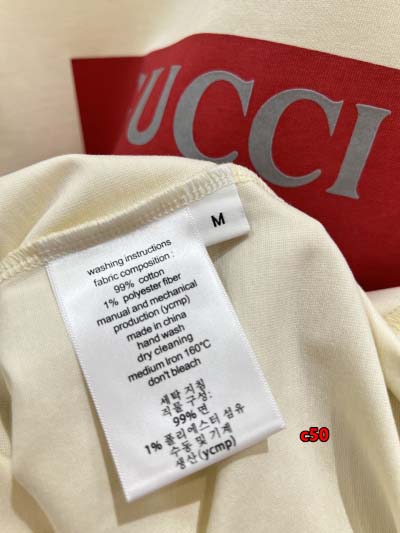 GUCCI
M
washing instructions
fabric composition :
99% cotton
1% polyester fiber
manual and mechanical
production (ycmp)
made in china
hand wash
dry cleaning
medium Iron 160°C
don't bleach
세탁 지침
직물 구성:
99% 면
1% 폴리에스터 섬유
수동 및 기계
생산(ycmp)
c50